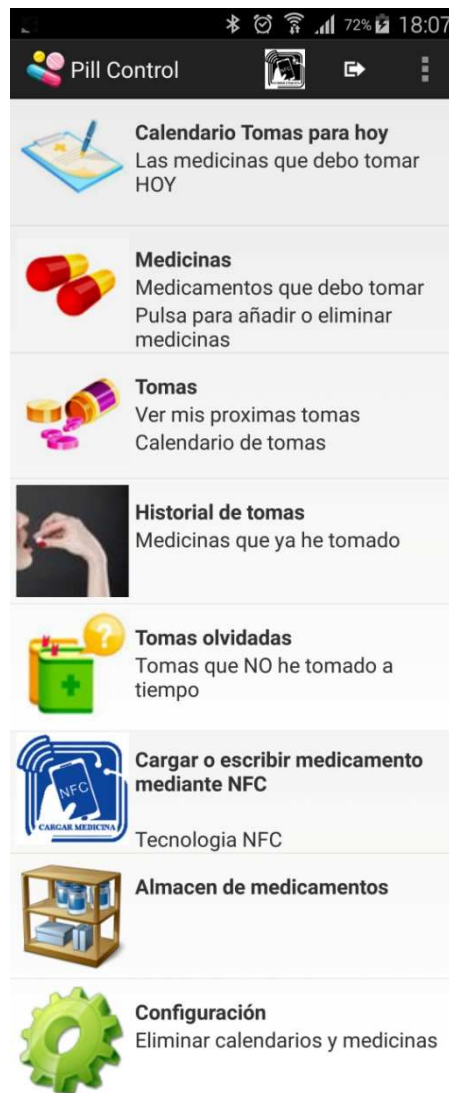 72% 18:07
Pill Control
Calendario Tomas para hoy
Las medicinas que debo tomar
HOY
Medicinas
Medicamentos que debo tomar
Pulsa para añadir o eliminar
medicinas
Tomas
Ver mis proximas tomas
Calendario de tomas
Historial de tomas
Medicinas que ya he tomado
?
Tomas olvidadas
Tomas que NO he tomado a
tiempo
NFC
CARGAR MEDICINA
Cargar o escribir medicamento
mediante NFC
Tecnologia NFC
Almacen de medicamentos
Configuración
Eliminar calendarios y medicinas